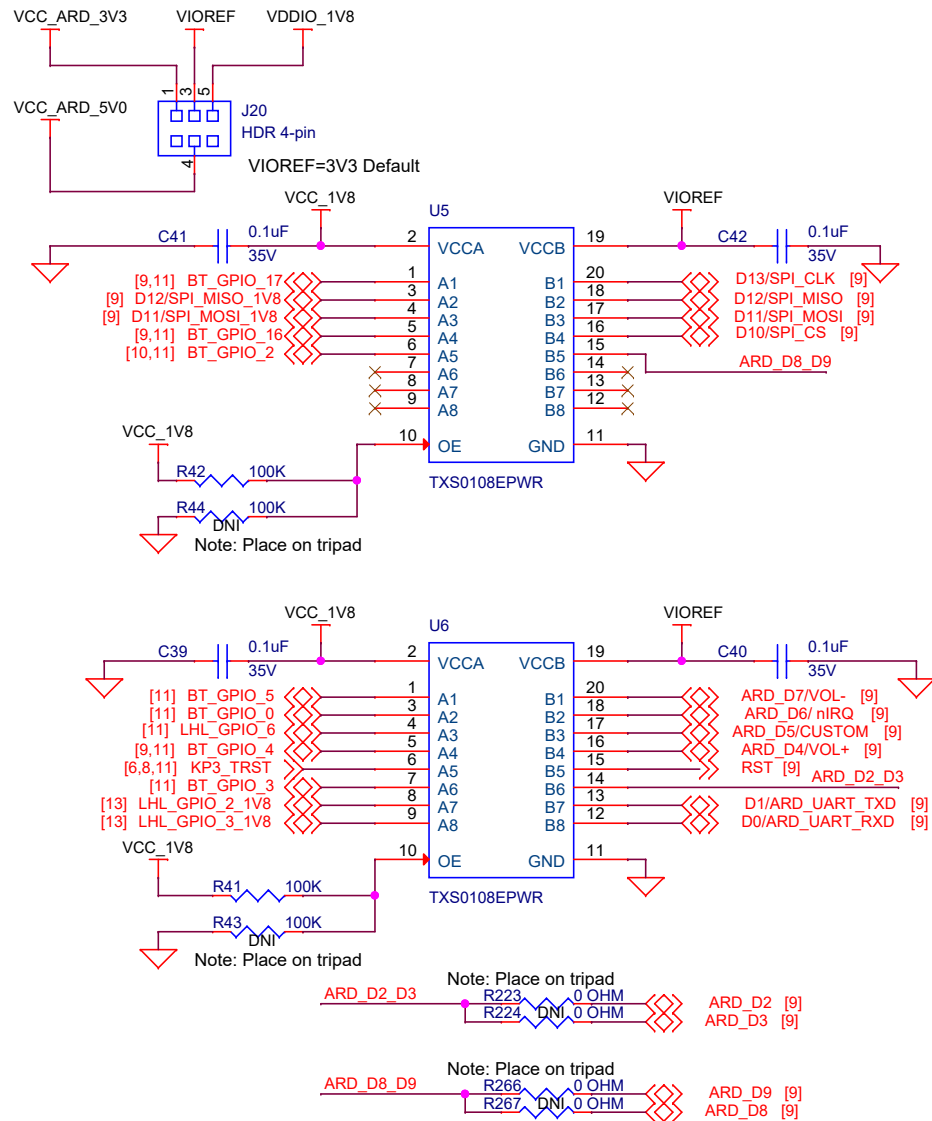 VCC_ARD_3V3 VIOREF VDDIO_1V8
1 3 5
VCC_ARD_5V0
J20
HDR 4-pin
4
VIOREF=3V3 Default
VCC_1V8 VIOREF
U5
C41 0.1uF 35V 2 VCCA VCCB 19 C42 0.1uF 35V
[9,11] BT_GPIO_17 1 A1 B1 20 D13/SPI_CLK [9]
[9] D12/SPI_MISO_1V8 3 A2 B2 18 D12/SPI_MISO [9]
[9] D11/SPI_MOSI_1V8 4 A3 B3 17 D11/SPI_MOSI [9]
[9,11] BT_GPIO_16 5 A4 B4 16 D10/SPI_CS [9]
[10,11] BT_GPIO_2 6 A5 B5 15 ARD_D8_D9
7 A6 B6 14
8 A7 B7 13
9 A8 B8 12
VCC_1V8
10 OE GND 11
R42 100K
TXS0108EPWR
R44 100K
DNI
Note: Place on tripad
VCC_1V8 VIOREF
U6
C39 0.1uF 35V 2 VCCA VCCB 19 C40 0.1uF 35V
[11] BT_GPIO_5 1 A1 B1 20 ARD_D7/VOL- [9]
[11] BT_GPIO_0 3 A2 B2 18 ARD_D6/ nIRQ [9]
[11] LHL_GPIO_6 4 A3 B3 17 ARD_D5/CUSTOM [9]
[9,11] BT_GPIO_4 5 A4 B4 16 ARD_D4/VOL+ [9]
[6,8,11] KP3_TRST 6 A5 B5 15 RST [9]
[11] BT_GPIO_3 7 A6 B6 14 ARD_D2_D3
[13] LHL_GPIO_2_1V8 8 A7 B7 13 D1/ARD_UART_TXD [9]
[13] LHL_GPIO_3_1V8 9 A8 B8 12 D0/ARD_UART_RXD [9]
VCC_1V8
10 OE GND 11
R41 100K
TXS0108EPWR
R43 100K
DNI
Note: Place on tripad
Note: Place on tripad
ARD_D2_D3 R223 0 OHM ARD_D2 [9]
R224 DNI 0 OHM ARD_D3 [9]
Note: Place on tripad
ARD_D8_D9 R266 0 OHM ARD_D9 [9]
R267 DNI 0 OHM ARD_D8 [9]